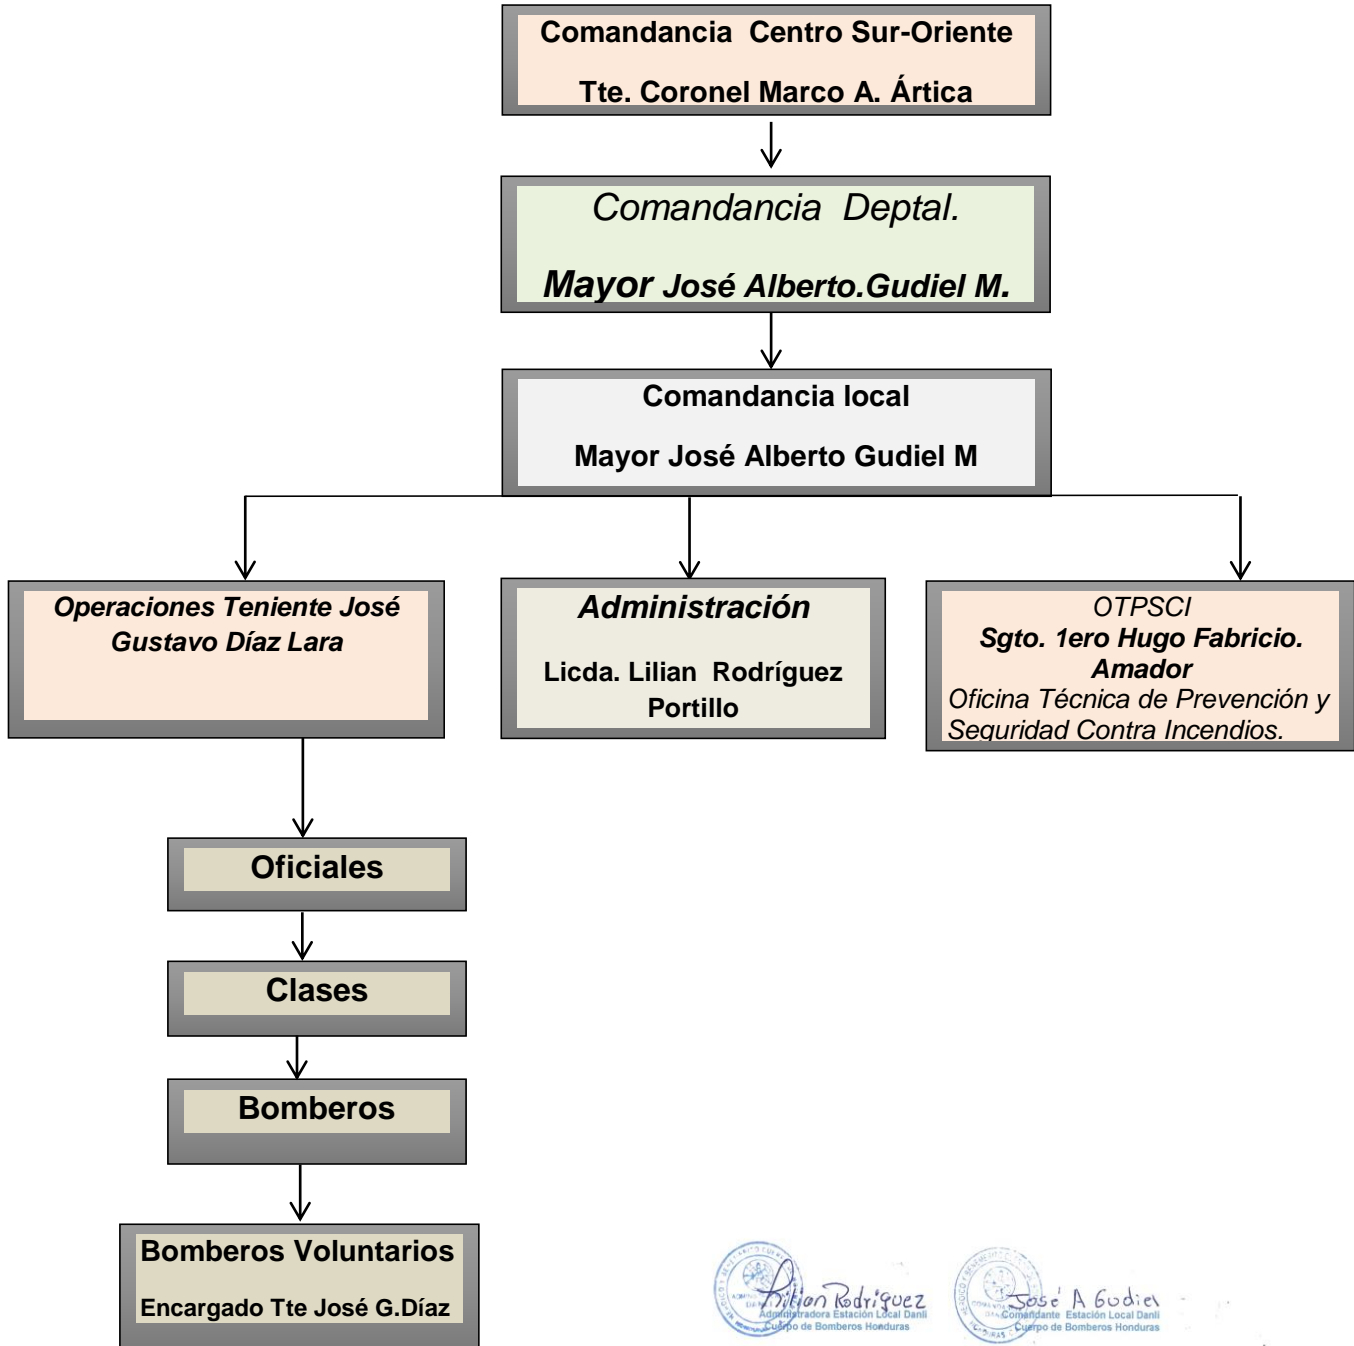 Comandancia Centro Sur-Oriente
Tte. Coronel Marco A. Ártica
Comandancia Deptal.
Mayor José Alberto.Gudiel M.
Comandancia local
Mayor José Alberto Gudiel M
Operaciones Teniente José
Gustavo Díaz Lara
Administración
Licda. Lilian Rodríguez
Portillo
OTPSCI
Sgto. 1ero Hugo Fabricio.
Amador
Oficina Técnica de Prevención y
Seguridad Contra Incendios.
Oficiales
Clases
Bomberos
Bomberos Voluntarios
Encargado Tte José G.Díaz
Lilian Rodríguez
Administradora Estación Local Danlí
Cuerpo de Bomberos Honduras
José A Gudiel
Comandante Estación Local Danlí
Cuerpo de Bomberos Honduras